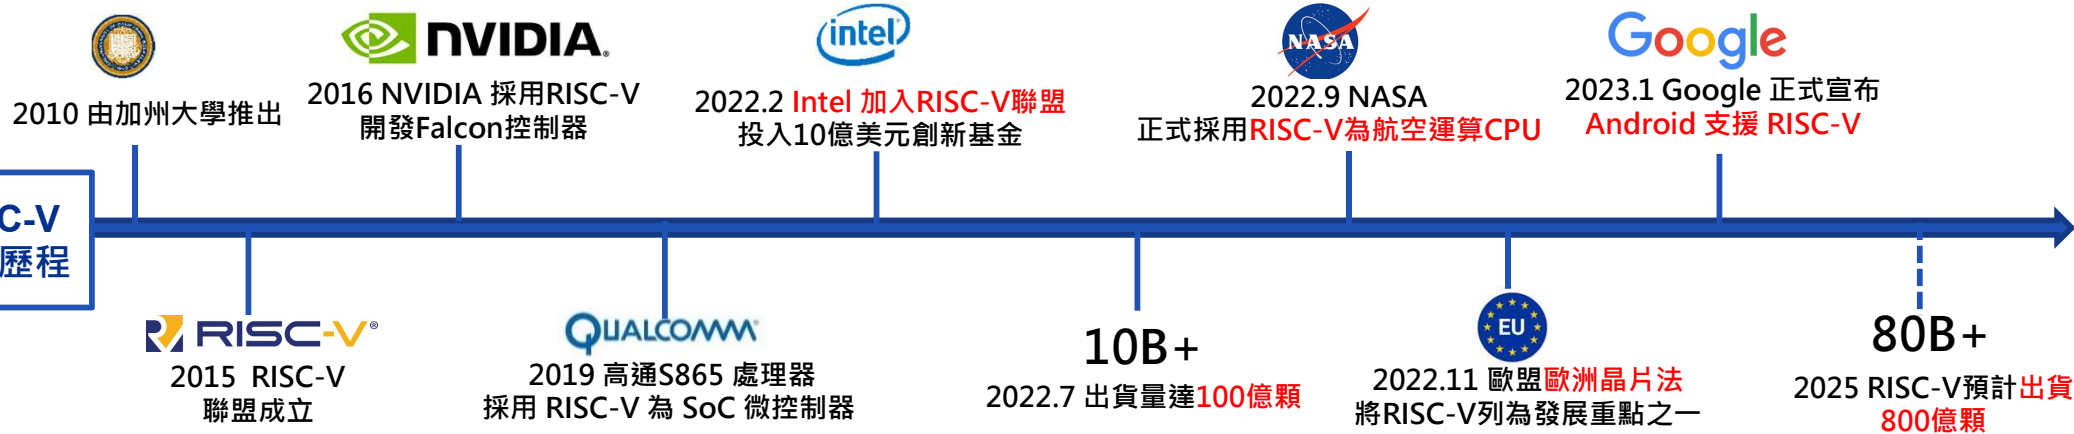 NVIDIA.
intel
NASA
Google
2010 由加州大學推出
2016 NVIDIA 採用RISC-V
開發Falcon控制器
2022.2 Intel 加入RISC-V聯盟
投入10億美元創新基金
2022.9 NASA
正式採用RISC-V為航空運算CPU
2023.1 Google 正式宣布
Android 支援 RISC-V
C-V
歷程
RISC-V®
2015 RISC-V
聯盟成立
QUALCOMM
2019 高通S865 處理器
採用 RISC-V 為 SoC 微控制器
10B+
2022.7 出貨量達100億顆
EU
2022.11 歐盟歐洲晶片法
將RISC-V列為發展重點之一
80B+
2025 RISC-V預計出貨
800億顆